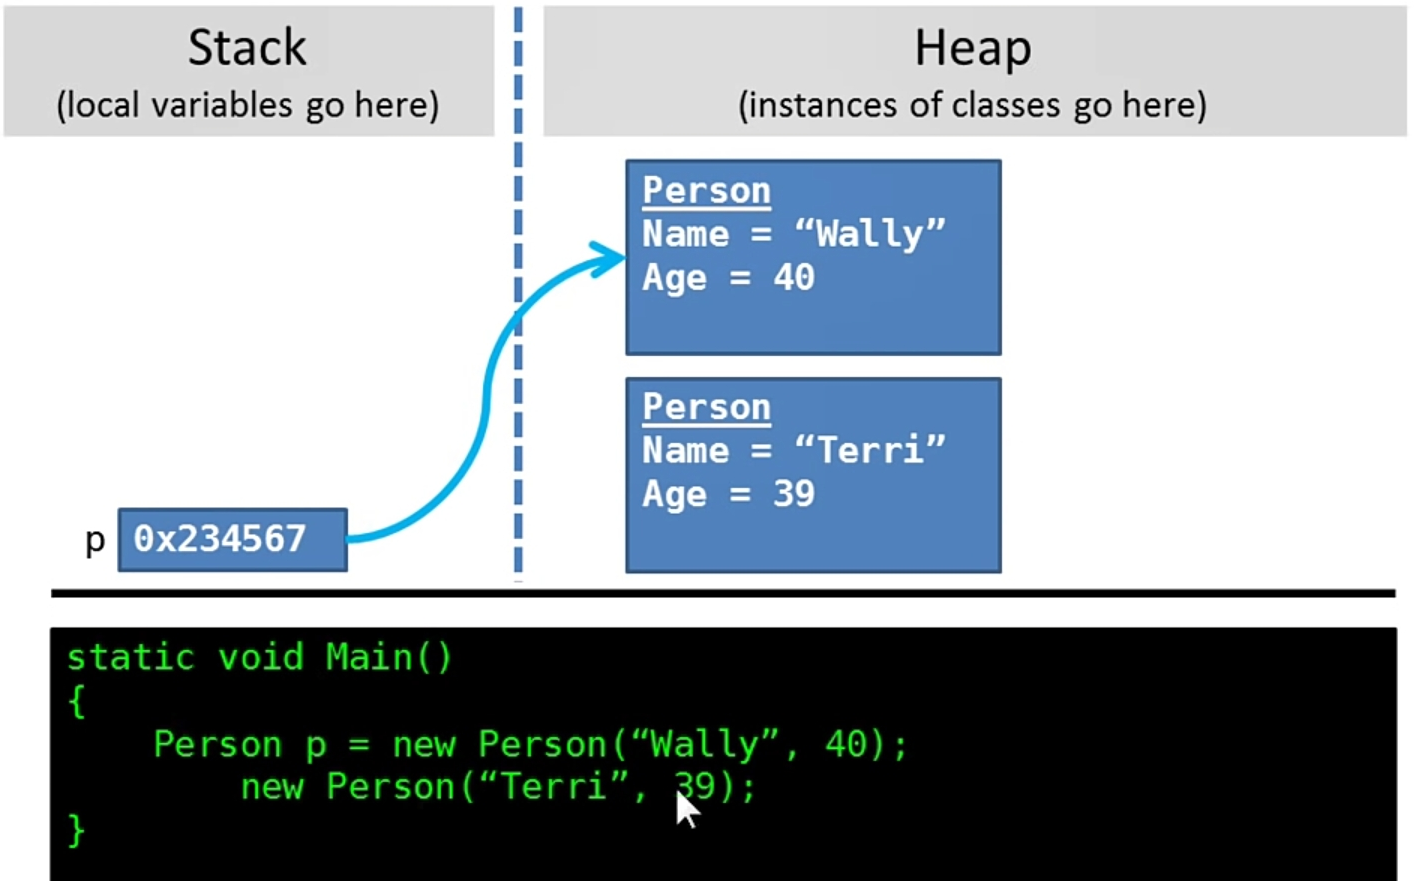 Stack
(local variables go here)
Heap
(instances of classes go here)
Person
Name = “Wally”
Age = 40
Person
Name = “Terri”
Age = 39
p 0x234567
static void Main()
{
    Person p = new Person(“Wally”, 40);
        new Person(“Terri”, 39);
}